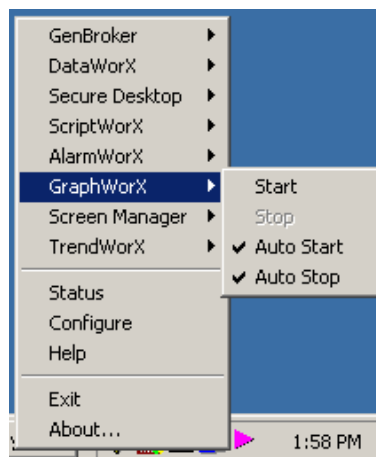 GenBroker
DataWorX
Secure Desktop
ScriptWorX
AlarmWorX
GraphWorX
Screen Manager
TrendWorX
Start
Stop
Auto Start
Auto Stop
Status
Configure
Help
Exit
About...
1:58 PM